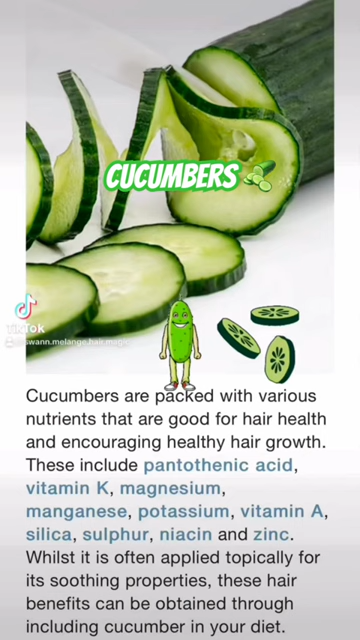 CUCUMBERS
TikTok
Cucumbers are packed with various
nutrients that are good for hair health
and encouraging healthy hair growth.
These include pantothenic acid,
vitamin K, magnesium,
manganese, potassium, vitamin A,
silica, sulphur, niacin and zinc.
Whilst it is often applied topically for
its soothing properties, these hair
benefits can be obtained through
including cucumber in your diet.